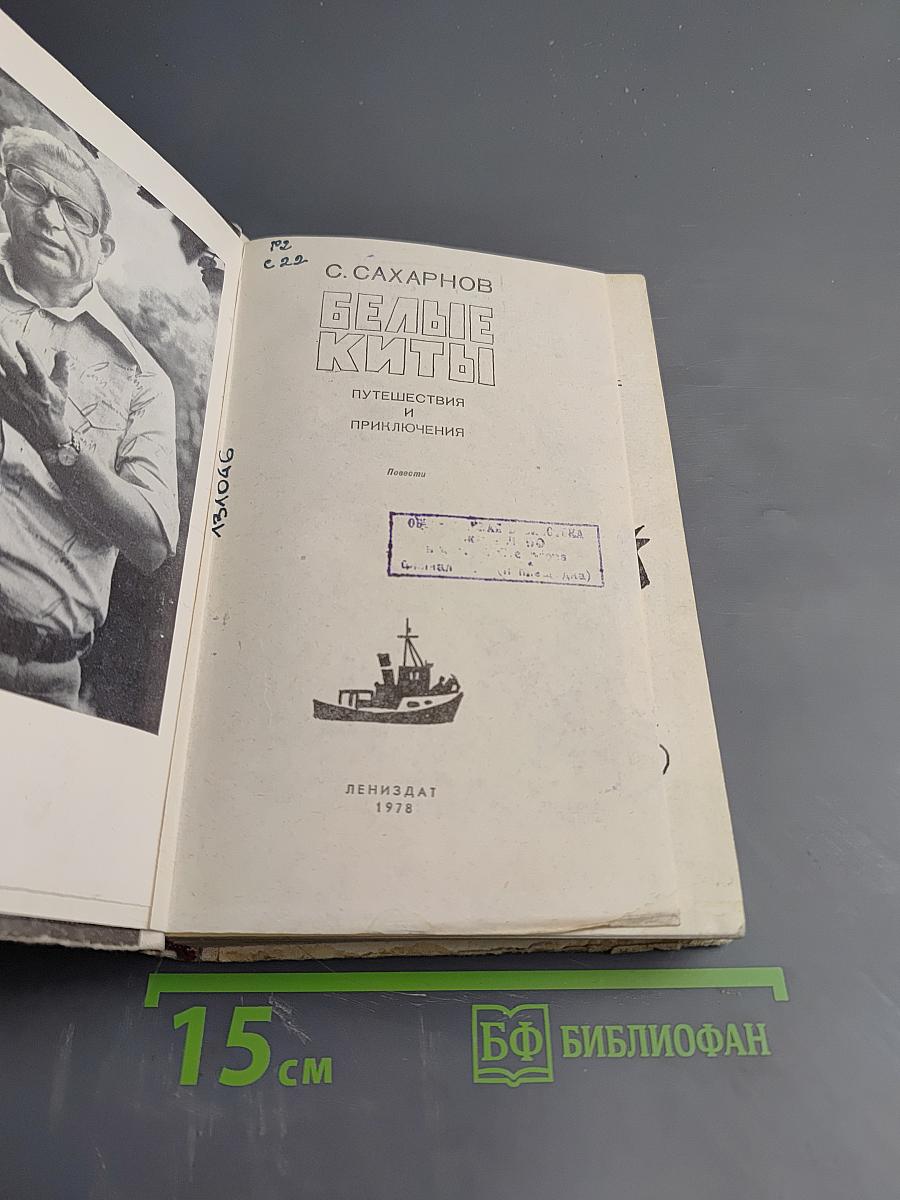 Р2
С22
С. САХАРНОВ
БЕЛЫЕ
КИТЫ
ПУТЕШЕСТВИЯ
И
ПРИКЛЮЧЕНИЯ
Повести
131046
ЛЕНИЗДАТ
1978
15 см
БФ БИБЛИОФАН